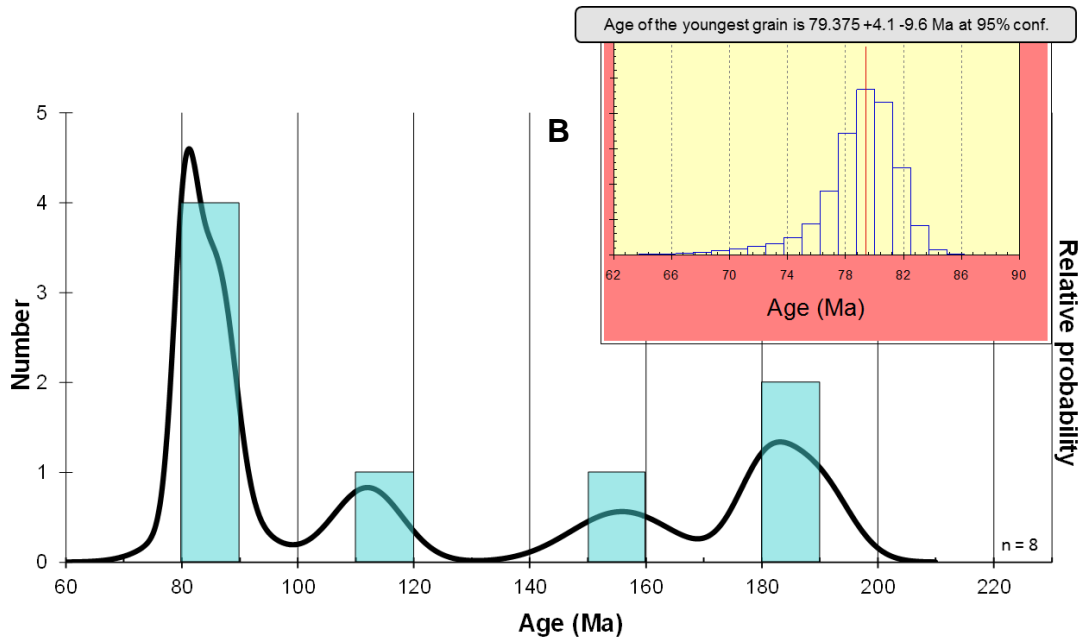 Age of the youngest grain is 79.375 +4.1 -9.6 Ma at 95% conf.
B
62 66 70 74 78 82 86 90
Age (Ma)
5
4
3
2
1
0
Number
Relative probability
n = 8
60 80 100 120 140 160 180 200 220
Age (Ma)